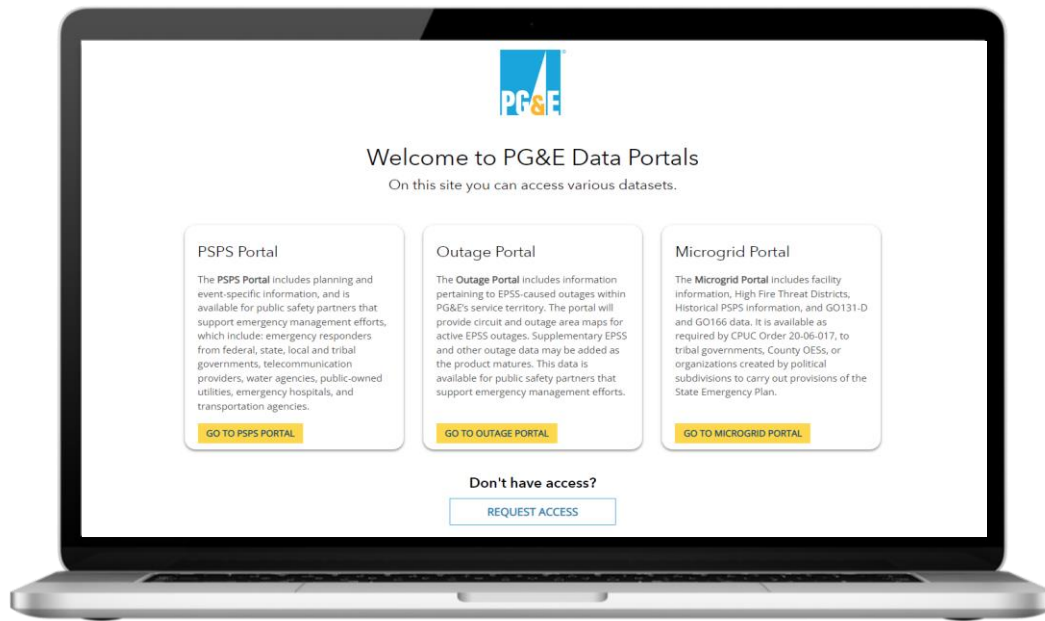 PG&E
Welcome to PG&E Data Portals
On this site you can access various datasets.
PSPS Portal
The PSPS Portal includes planning and
event-specific information, and is
available for public safety partners that
support emergency management efforts,
which include: emergency responders
from federal, state, local and tribal
governments, telecommunication
providers, water agencies, public-owned
utilities, emergency hospitals, and
transportation agencies.
GO TO PSPS PORTAL
Outage Portal
The Outage Portal includes information
pertaining to EPSS-caused outages within
PG&E's service territory. The portal will
provide circuit and outage area maps for
active EPSS outages. Supplementary EPSS
and other outage data may be added as
the product matures. This data is
available for public safety partners that
support emergency management efforts.
GO TO OUTAGE PORTAL
Microgrid Portal
The Microgrid Portal includes facility
information, High Fire Threat Districts,
Historical PSPS information, and GO131-D
and GO166 data. It is available as
required by CPUC Order 20-06-017, to
tribal governments, County OESs, or
organizations created by political
subdivisions to carry out provisions of the
State Emergency Plan.
GO TO MICROGRID PORTAL
Don't have access?
REQUEST ACCESS